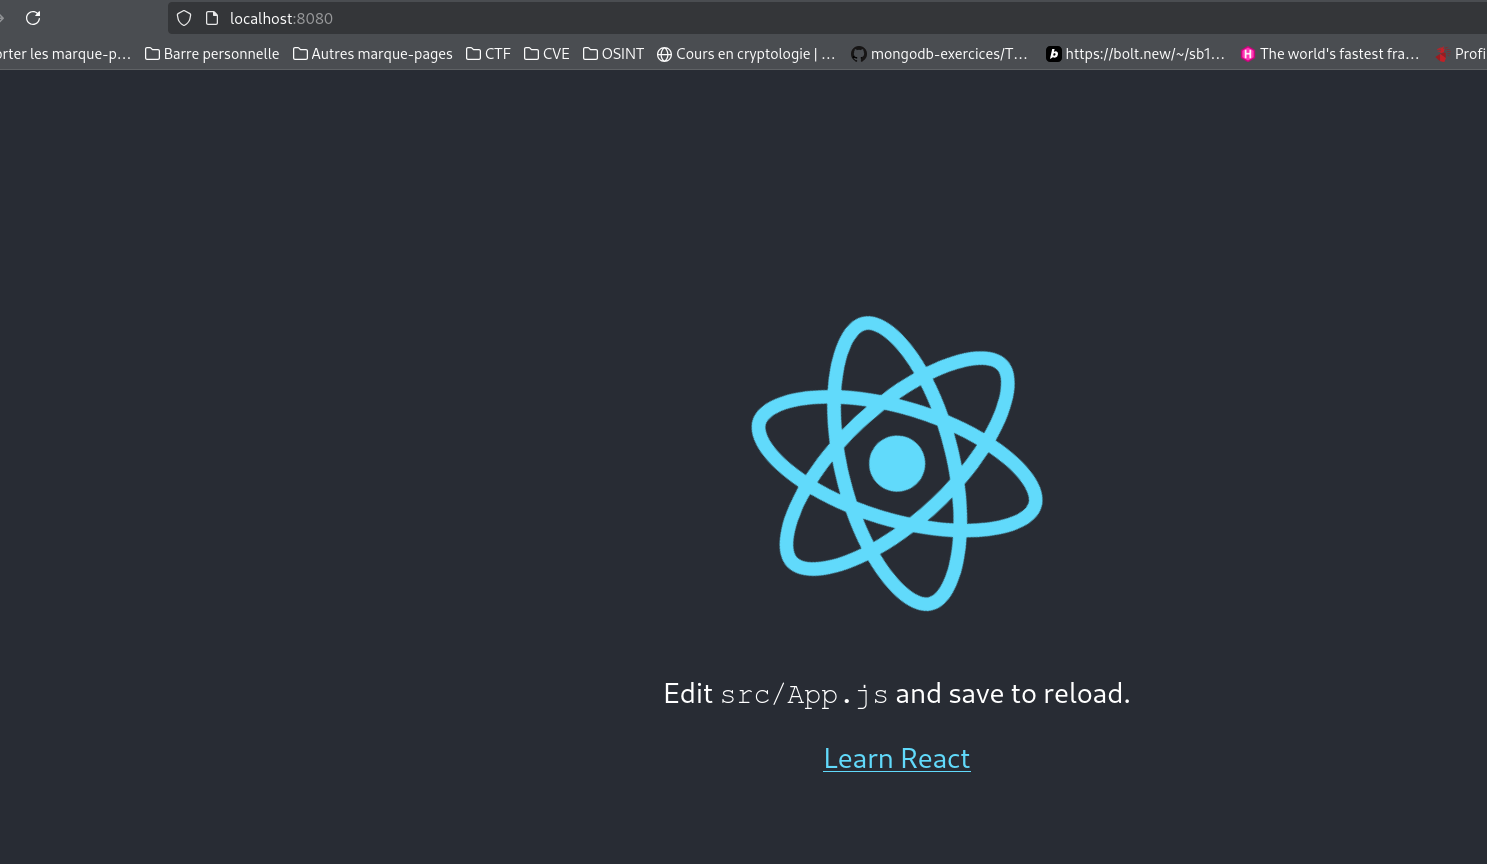 localhost:8080
orter les marque-p… Barre personnelle Autres marque-pages CTF CVE OSINT Cours en cryptologie | … mongodb-exercices/T… https://bolt.new/~/sb1… The world's fastest fra… Profi
Edit src/App.js and save to reload.
Learn React